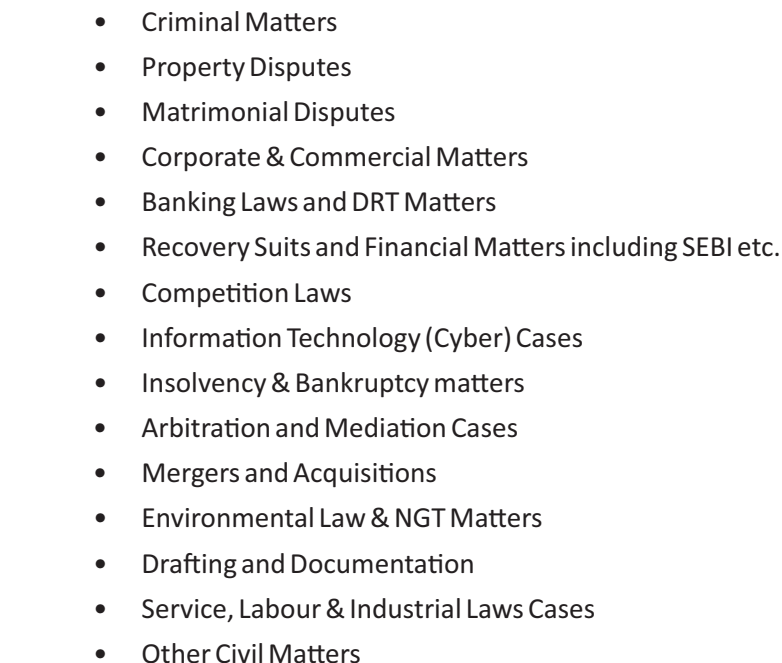 • Criminal Matters
• Property Disputes
• Matrimonial Disputes
• Corporate & Commercial Matters
• Banking Laws and DRT Matters
• Recovery Suits and Financial Matters including SEBI etc.
• Competition Laws
• Information Technology (Cyber) Cases
• Insolvency & Bankruptcy matters
• Arbitration and Mediation Cases
• Mergers and Acquisitions
• Environmental Law & NGT Matters
• Drafting and Documentation
• Service, Labour & Industrial Laws Cases
• Other Civil Matters